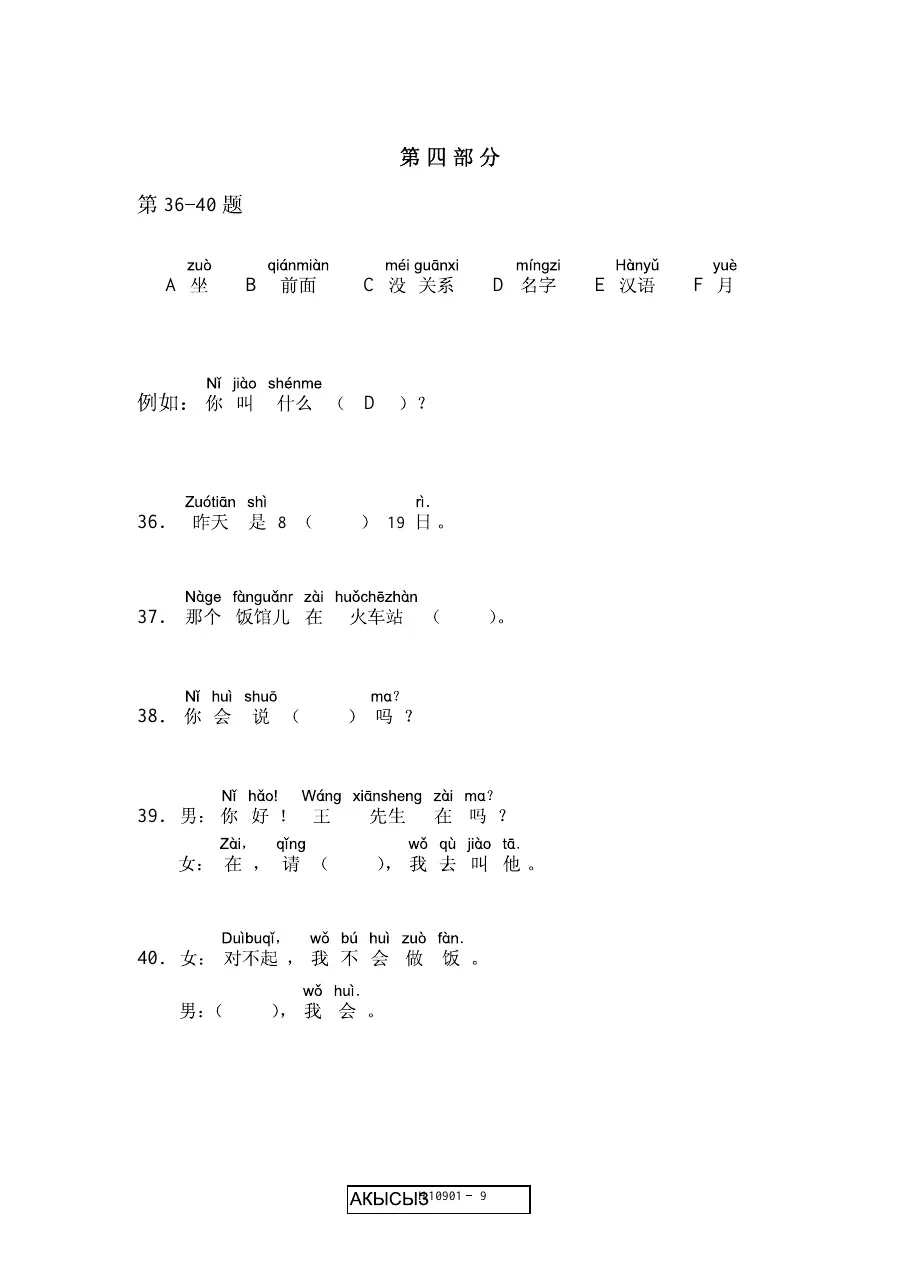 第四部分
第 36-40 题
zuò qiánmiàn méi guānxi míngzi Hànyǔ yuè
A 坐 B 前面 C 没 关系 D 名字 E 汉语 F 月
Nǐ jiào shénme
例如： 你 叫 什么 （ D ）？
Zuótiān shì rì.
36. 昨天 是 8 （ ） 19 日 。
Nàge fànguǎnr zài huǒchēzhàn
37. 那个 饭馆儿 在 火车站 （ ）。
Nǐ huì shuō ma?
38. 你 会 说 （ ） 吗 ？
Nǐ hǎo! Wáng xiānsheng zài ma?
39. 男： 你 好 ！ 王 先生 在 吗 ？
Zài, qǐng wǒ qù jiào tā.
女： 在 ， 请 （ ）， 我 去 叫 他 。
Duìbuqǐ, wǒ bú huì zuò fàn.
40. 女： 对不起 ， 我 不 会 做 饭 。
wǒ huì.
男：（ ）， 我 会 。
АКЫСЫЗ 10901 - 9